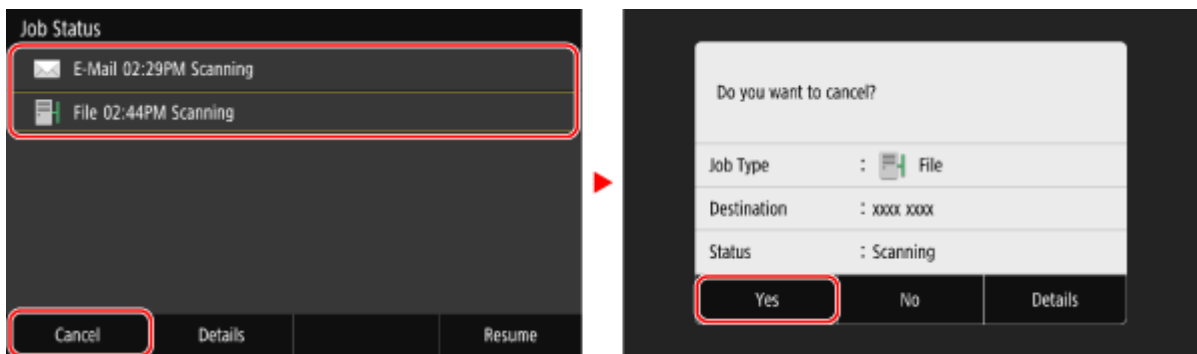 Job Status
E-Mail 02:29PM Scanning
File 02:44PM Scanning
Cancel Details Resume
Do you want to cancel?
Job Type : File
Destination : xxxx xxxx
Status : Scanning
Yes No Details